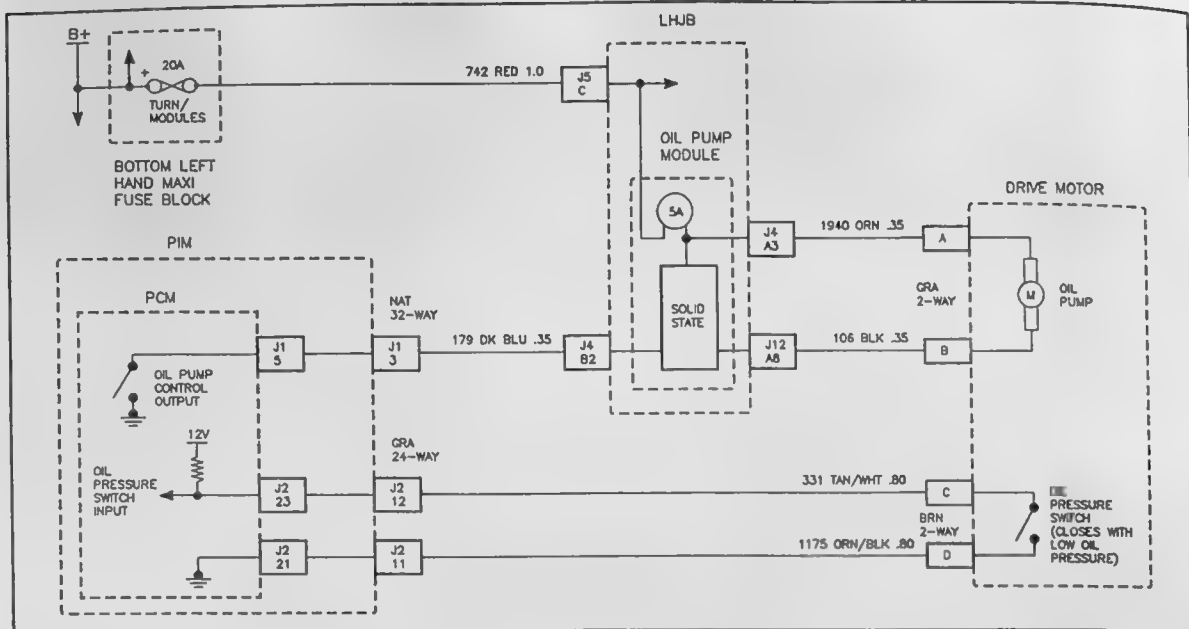 LHJB
B+
20A
+
TURN/
MODULES
742 RED 1.0
J5
C
BOTTOM LEFT
HAND MAXI
FUSE BLOCK
OIL PUMP
MODULE
5A
SOLID
STATE
J4
A3
1940 ORN .35
DRIVE MOTOR
A
GRA
2-WAY
M
OIL
PUMP
PIM
PCM
J1
5
NAT
32-WAY
J1
3
179 DK BLU .35
J4
B2
J12
A8
106 BLK .35
B
OIL PUMP
CONTROL
OUTPUT
12V
OIL
PRESSURE
SWITCH
INPUT
J2
23
GRA
24-WAY
J2
12
331 TAN/WHT .80
C
BRN
2-WAY
PRESSURE
SWITCH
(CLOSES WITH
LOW OIL
PRESSURE)
J2
21
J2
11
1175 ORN/BLK .80
D